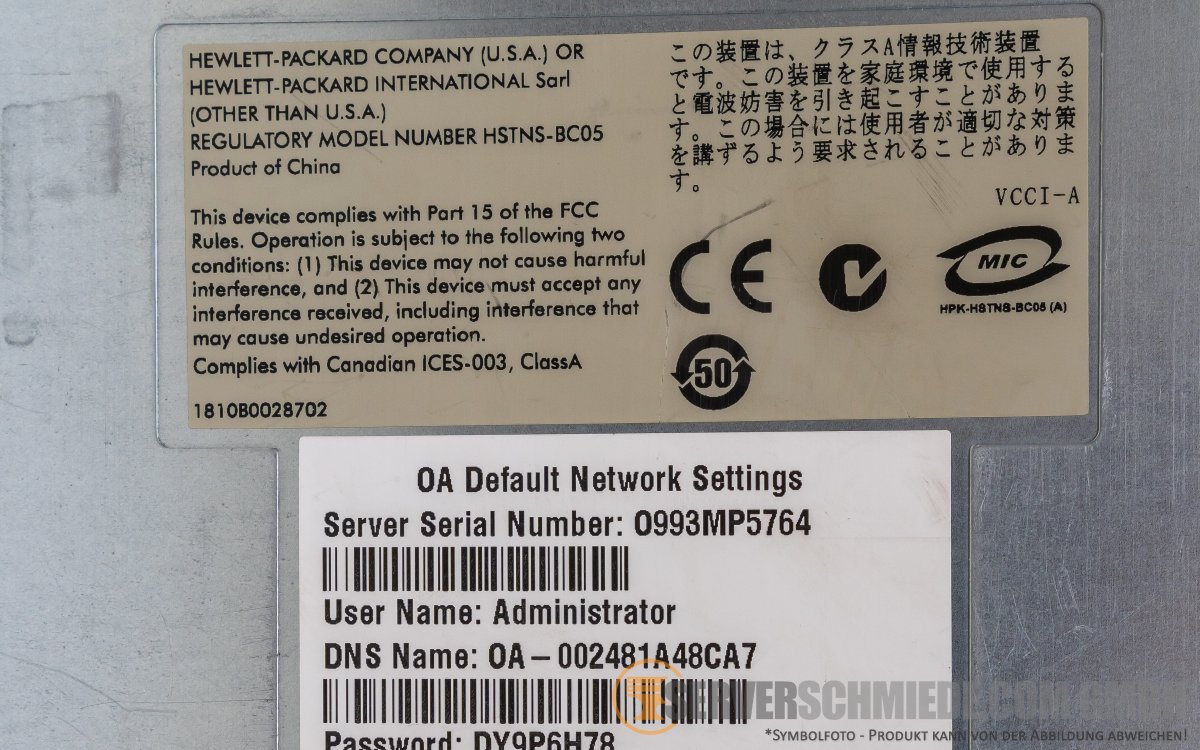 HEWLETT-PACKARD COMPANY (U.S.A.) OR
HEWLETT-PACKARD INTERNATIONAL Sarl
(OTHER THAN U.S.A.)
REGULATORY MODEL NUMBER HSTNS-BC05
Product of China
This device complies with Part 15 of the FCC
Rules. Operation is subject to the following two
conditions: (1) This device may not cause harmful
interference, and (2) This device must accept any
interference received, including interference that
may cause undesired operation.
Complies with Canadian ICES-003, ClassA
1810B0028702
この装置は、クラスA情報技術装置
です。この装置を家庭環境で使用する
と電波妨害を引き起こすことがありま
す。この場合には使用者が適切な対策
を講ずるよう要求されることがありま
す。
VCCI-A
CE
MIC
HPK-HSTNS-BC05 (A)
50
OA Default Network Settings
Server Serial Number: O993MP5764
User Name: Administrator
DNS Name: OA-002481A48CA7
Password: DY9P6H78
SERVERSCHMIEDE.COM
*Symbolfoto - Produkt kann von der Abbildung abweichen!